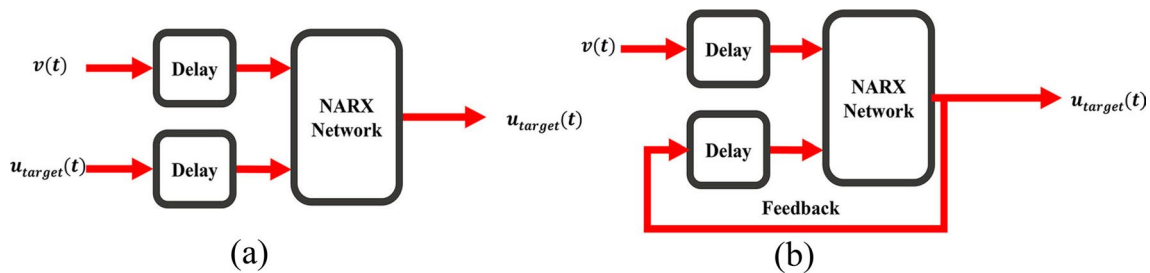 v(t)
Delay
NARX
Network
u_target(t)
u_target(t)
Delay
(a)
v(t)
Delay
NARX
Network
u_target(t)
Delay
Feedback
(b)